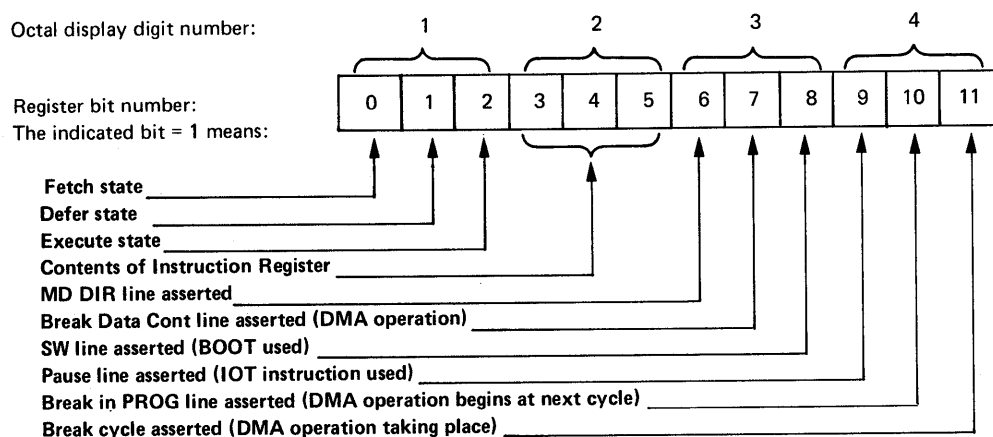 Octal display digit number: 1 2 3 4
Register bit number: 0 1 2 3 4 5 6 7 8 9 10 11
The indicated bit = 1 means:
Fetch state
Defer state
Execute state
Contents of Instruction Register
MD DIR line asserted
Break Data Cont line asserted (DMA operation)
SW line asserted (BOOT used)
Pause line asserted (IOT instruction used)
Break in PROG line asserted (DMA operation begins at next cycle)
Break cycle asserted (DMA operation taking place)